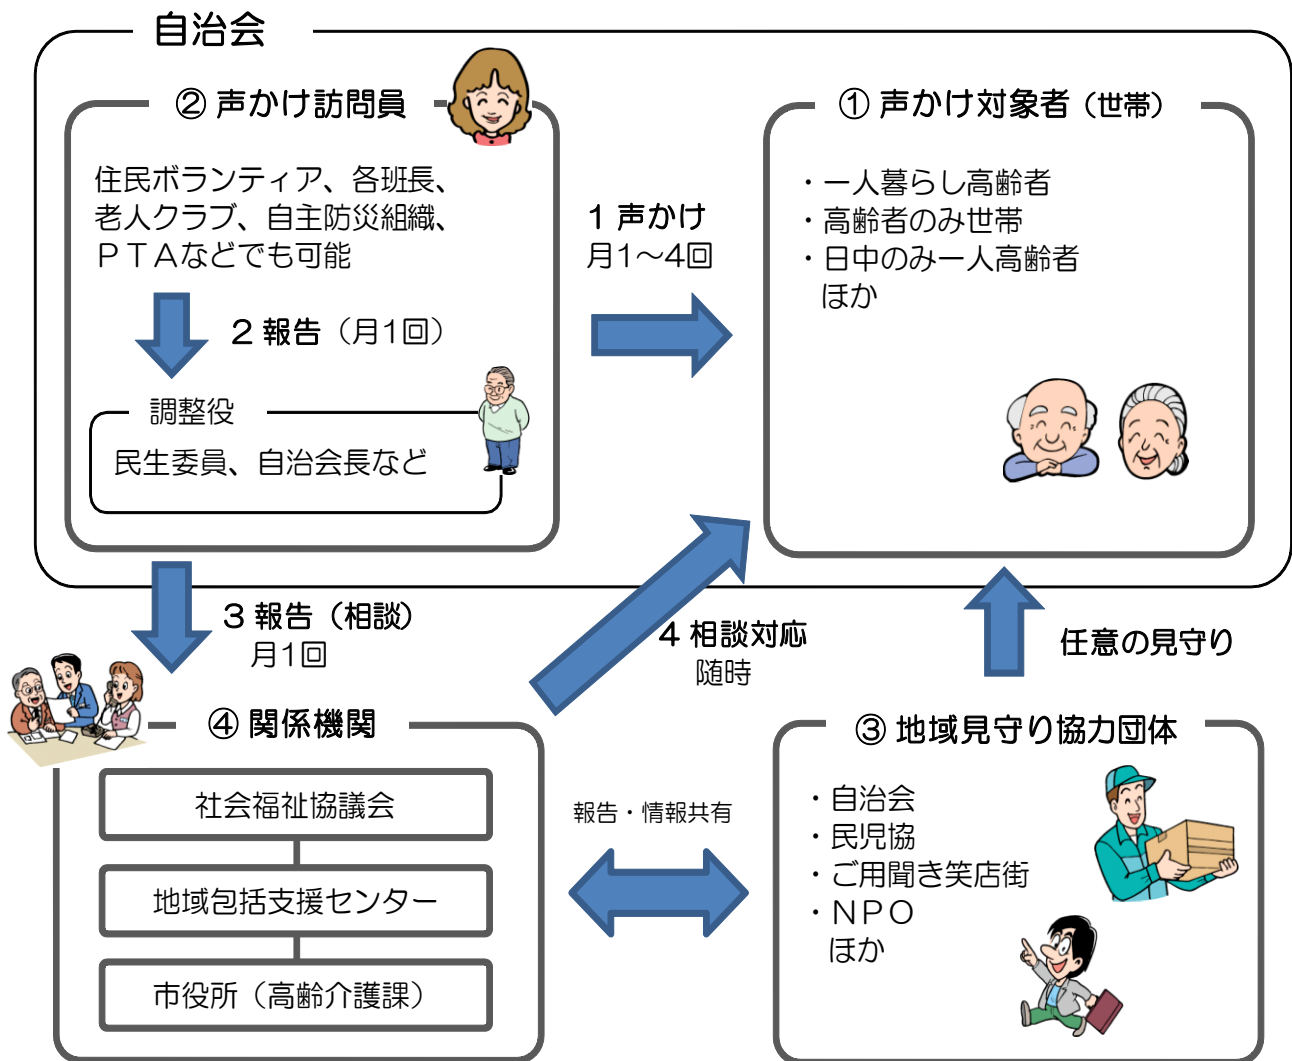 自治会
② 声かけ訪問員
住民ボランティア、各班長、
老人クラブ、自主防災組織、
ＰＴＡなどでも可能
2 報告（月1回）
調整役
民生委員、自治会長など
1 声かけ
月1～4回
① 声かけ対象者（世帯）
・一人暮らし高齢者
・高齢者のみ世帯
・日中のみ一人高齢者
ほか
3 報告（相談）
月1回
4 相談対応
随時
任意の見守り
④ 関係機関
社会福祉協議会
地域包括支援センター
市役所（高齢介護課）
報告・情報共有
③ 地域見守り協力団体
・自治会
・民児協
・ご用聞き笑店街
・ＮＰＯ
ほか